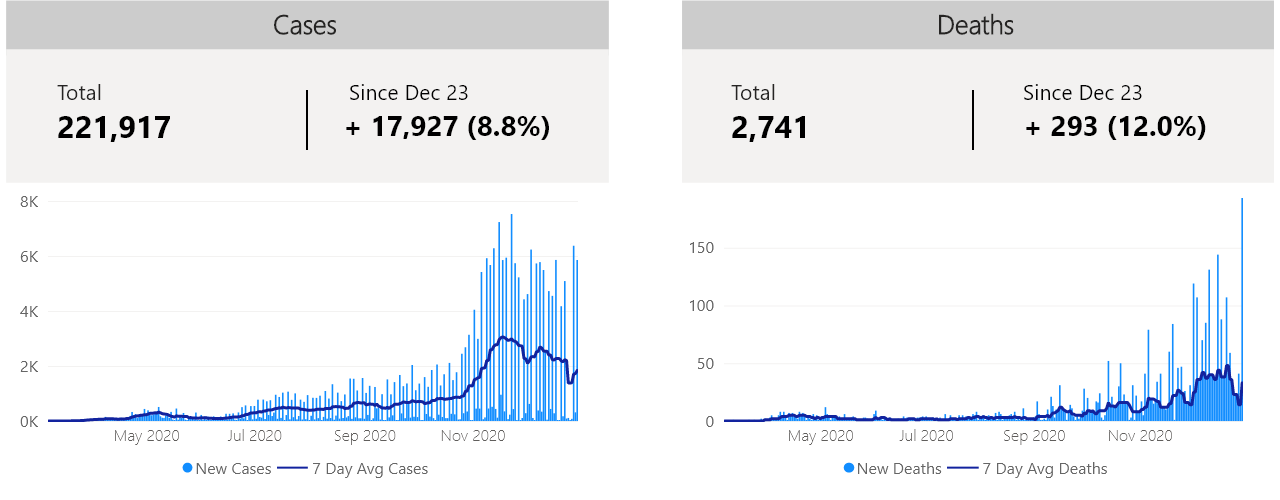 Cases
Total
221,917
Since Dec 23
+ 17,927 (8.8%)
8K
6K
4K
2K
0K
May 2020
Jul 2020
Sep 2020
Nov 2020
New Cases
7 Day Avg Cases
Deaths
Total
2,741
Since Dec 23
+ 293 (12.0%)
150
100
50
0
May 2020
Jul 2020
Sep 2020
Nov 2020
New Deaths
7 Day Avg Deaths